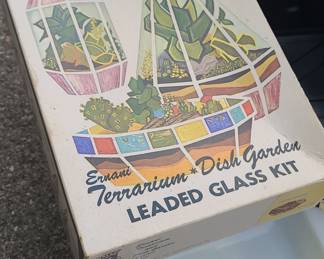 Ernani
Terrarium * Dish Garden
LEADED GLASS KIT